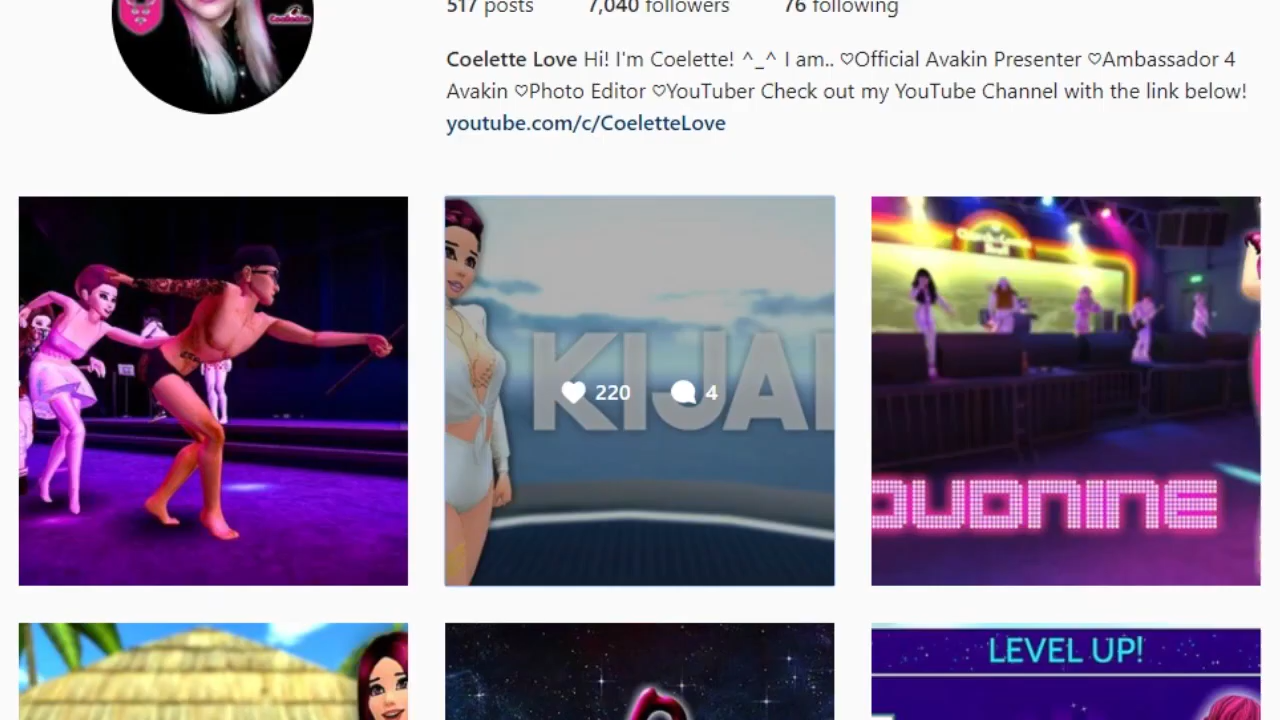 517 posts 7,040 followers 76 following
Coelette Love Hi! I'm Coelette! ^_^ I am.. ♡Official Avakin Presenter ♡Ambassador 4
Avakin ♡Photo Editor ♡YouTuber Check out my YouTube Channel with the link below!
youtube.com/c/CoeletteLove
KIJAI
220 4
OUDNINE
LEVEL UP!